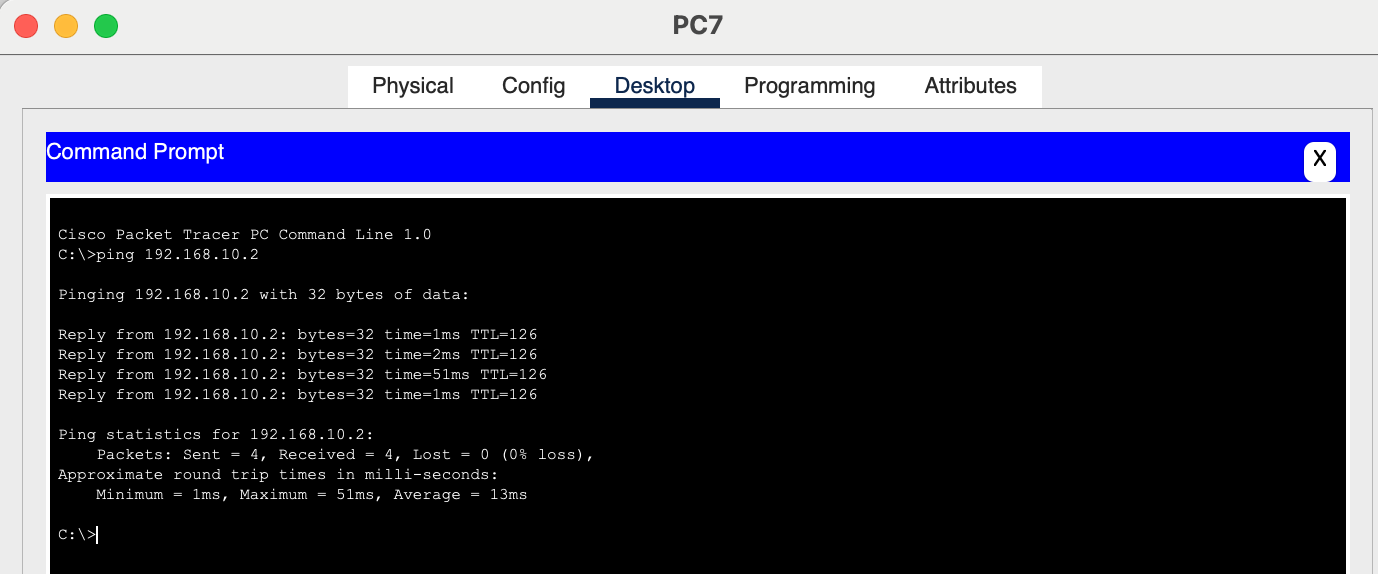 PC7
Physical Config Desktop Programming Attributes
Command Prompt
X
Cisco Packet Tracer PC Command Line 1.0
C:\>ping 192.168.10.2
Pinging 192.168.10.2 with 32 bytes of data:
Reply from 192.168.10.2: bytes=32 time=1ms TTL=126
Reply from 192.168.10.2: bytes=32 time=2ms TTL=126
Reply from 192.168.10.2: bytes=32 time=51ms TTL=126
Reply from 192.168.10.2: bytes=32 time=1ms TTL=126
Ping statistics for 192.168.10.2:
    Packets: Sent = 4, Received = 4, Lost = 0 (0% loss),
Approximate round trip times in milli-seconds:
    Minimum = 1ms, Maximum = 51ms, Average = 13ms
C:\>